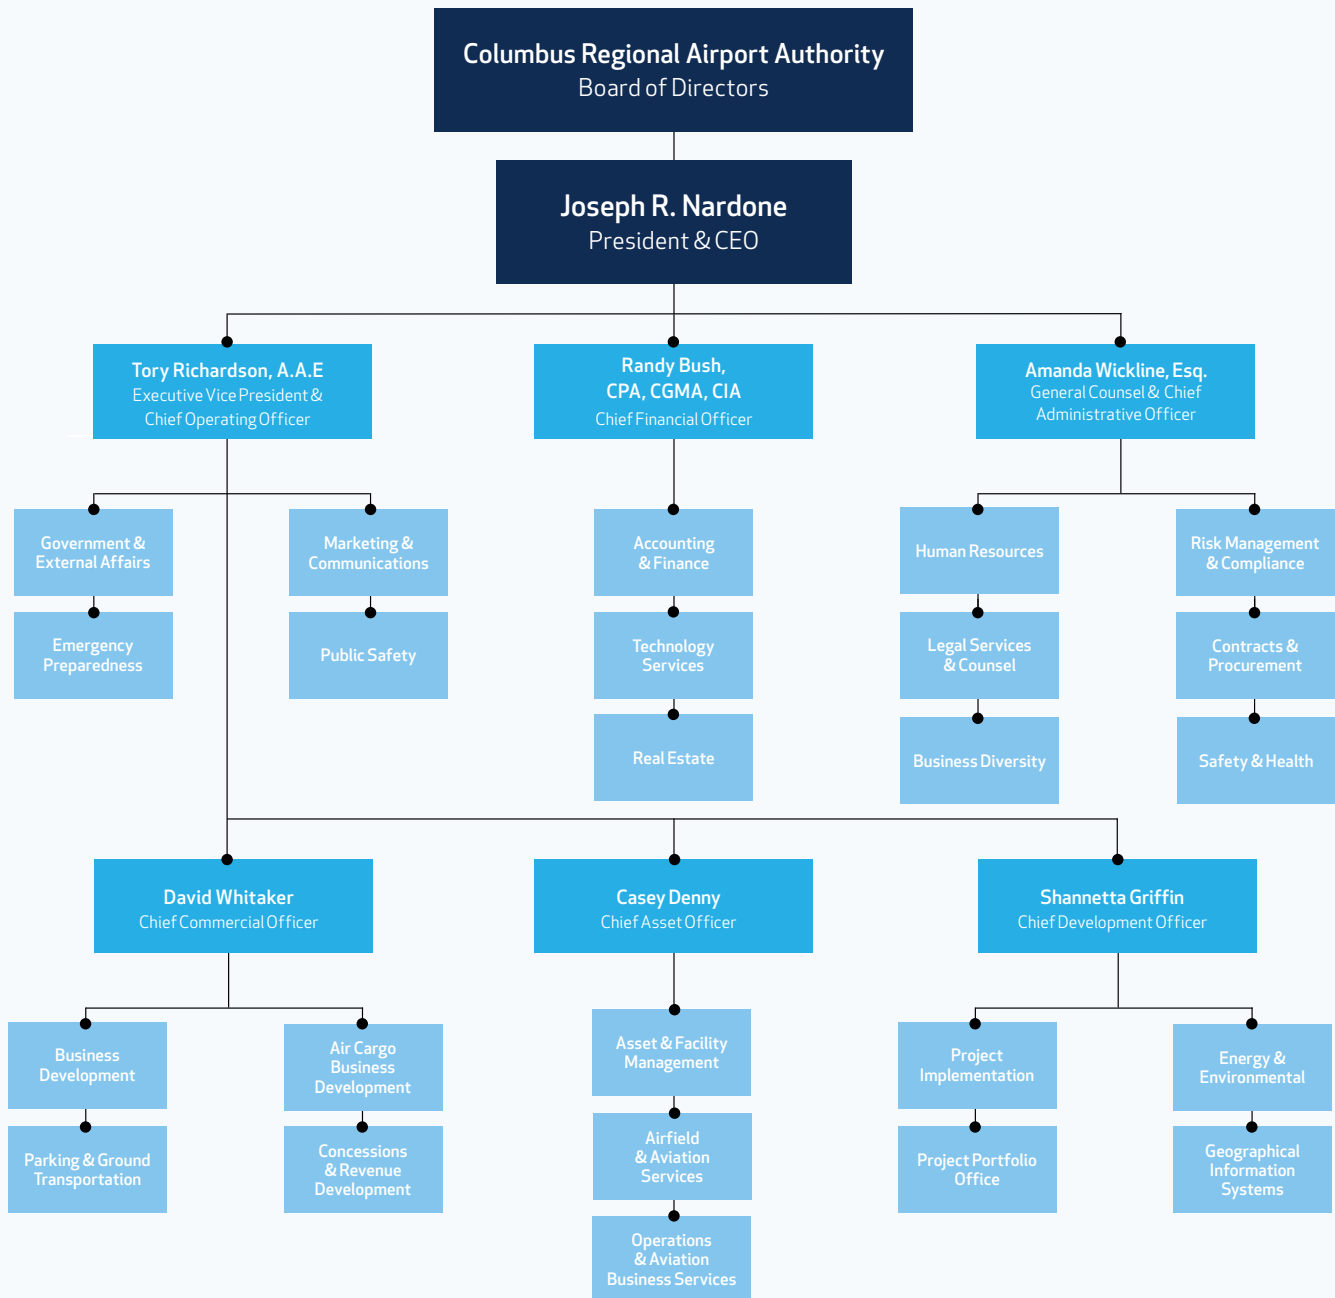 Columbus Regional Airport Authority
Board of Directors
Joseph R. Nardone
President & CEO
Tory Richardson, A.A.E
Executive Vice President &
Chief Operating Officer
Randy Bush,
CPA, CGMA, CIA
Chief Financial Officer
Amanda Wickline, Esq.
General Counsel & Chief
Administrative Officer
Government &
External Affairs
Marketing &
Communications
Accounting
& Finance
Human Resources
Risk Management
& Compliance
Emergency
Preparedness
Public Safety
Technology
Services
Legal Services
& Counsel
Contracts &
Procurement
Real Estate
Business Diversity
Safety & Health
David Whitaker
Chief Commercial Officer
Casey Denny
Chief Asset Officer
Shannetta Griffin
Chief Development Officer
Business
Development
Air Cargo
Business
Development
Asset & Facility
Management
Project
Implementation
Energy &
Environmental
Parking & Ground
Transportation
Concessions
& Revenue
Development
Airfield
& Aviation
Services
Project Portfolio
Office
Geographical
Information
Systems
Operations
& Aviation
Business Services